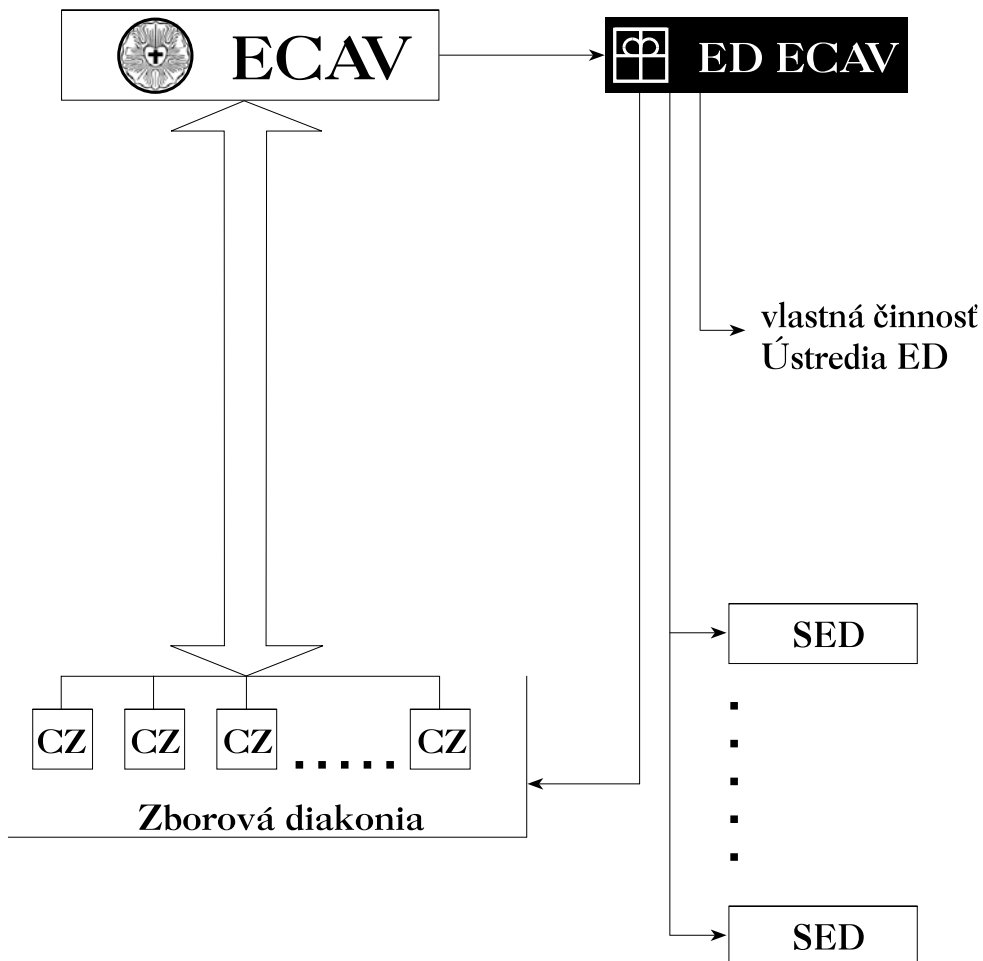 ECAV
ED ECAV
vlastná činnosť
Ústredia ED
SED
CZ CZ CZ ..... CZ
Zborová diakonia
SED